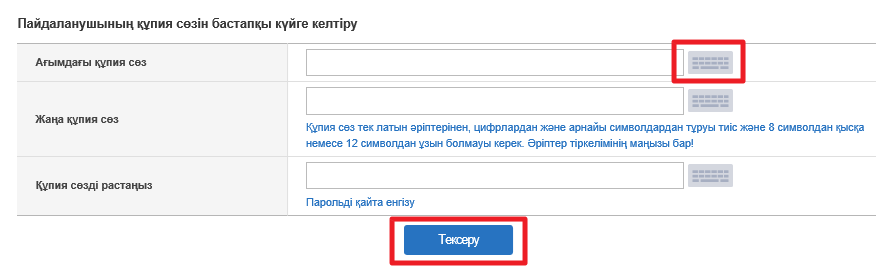 Пайдаланушының құпия сөзін бастапқы күйге келтіру
Ағымдағы құпия сөз
Жаңа құпия сөз
Құпия сөз тек латын әріптерінен, цифрлардан және арнайы символдардан тұруы тиіс және 8 символдан қысқа
немесе 12 символдан ұзын болмауы керек. Әріптер тіркелімінің маңызы бар!
Құпия сөзді растаңыз
Парольді қайта енгізу
Тексеру